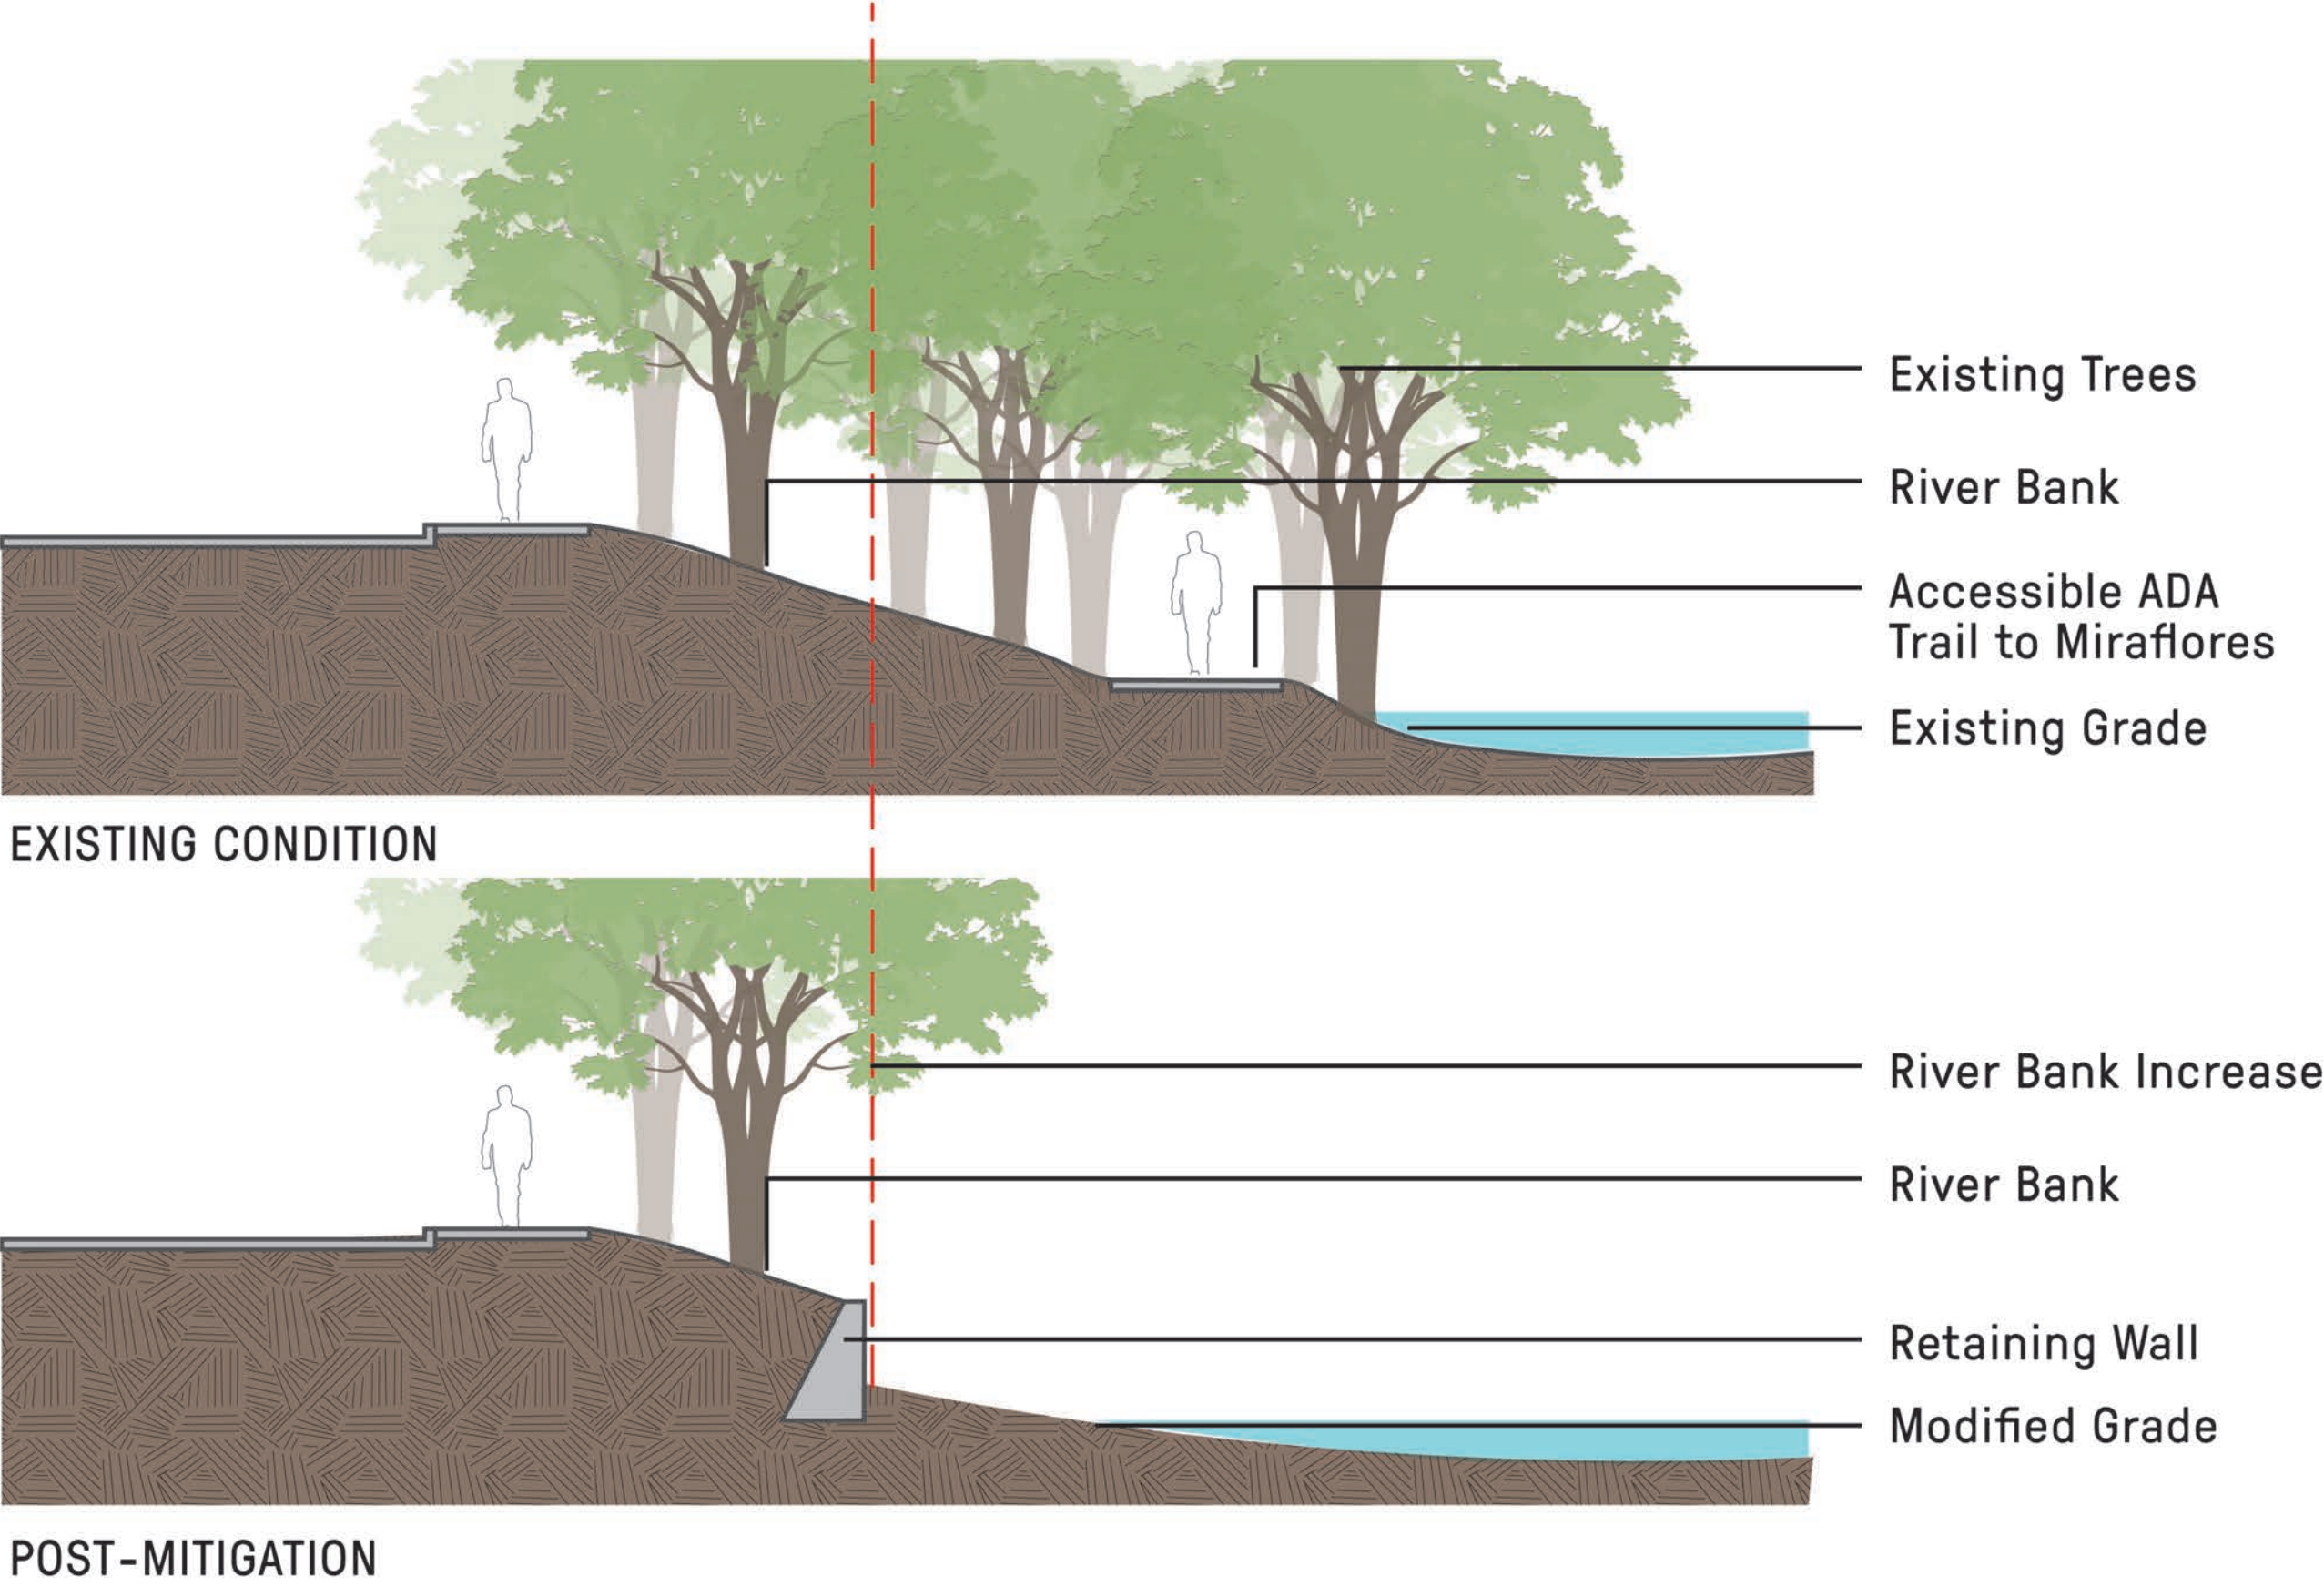 Existing Trees
River Bank
Accessible ADA
Trail to Miraflores
Existing Grade
EXISTING CONDITION
River Bank Increase
River Bank
Retaining Wall
Modified Grade
POST-MITIGATION